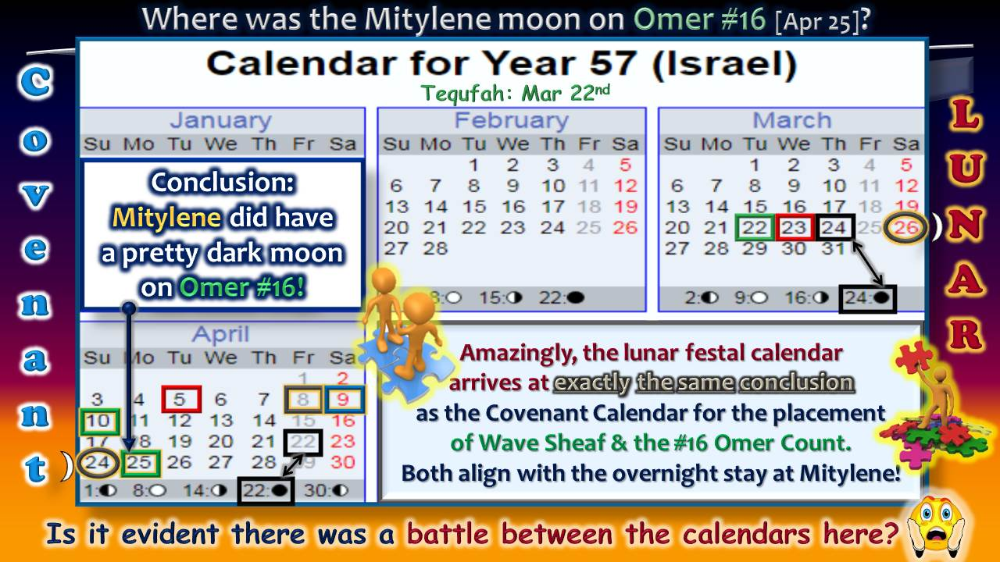 Where was the Mitylene moon on Omer #16 [Apr 25]?
Covenant
LUNAR
Calendar for Year 57 (Israel)
Tequfah: Mar 22nd
January
Su Mo Tu We Th Fr Sa
Conclusion:
Mitylene did have
a pretty dark moon
on Omer #16!
February
Su Mo Tu We Th Fr Sa
1 2 3 4 5
6 7 8 9 10 11 12
13 14 15 16 17 18 19
20 21 22 23 24 25 26
27 28
8:○ 15:◑ 22:●
March
Su Mo Tu We Th Fr Sa
1 2 3 4 5
6 7 8 9 10 11 12
13 14 15 16 17 18 19
20 21 22 23 24 25 26 )
27 28 29 30 31
2:◐ 9:○ 16:◑ 24:●
April
Su Mo Tu We Th Fr Sa
1 2
3 4 5 6 7 8 9
10 11 12 13 14 15 16
17 18 19 20 21 22 23
) 24 25 26 27 28 29 30
1:◐ 8:○ 14:◑ 22:● 30:◐
Amazingly, the lunar festal calendar
arrives at exactly the same conclusion
as the Covenant Calendar for the placement
of Wave Sheaf & the #16 Omer Count.
Both align with the overnight stay at Mitylene!
Is it evident there was a battle between the calendars here?